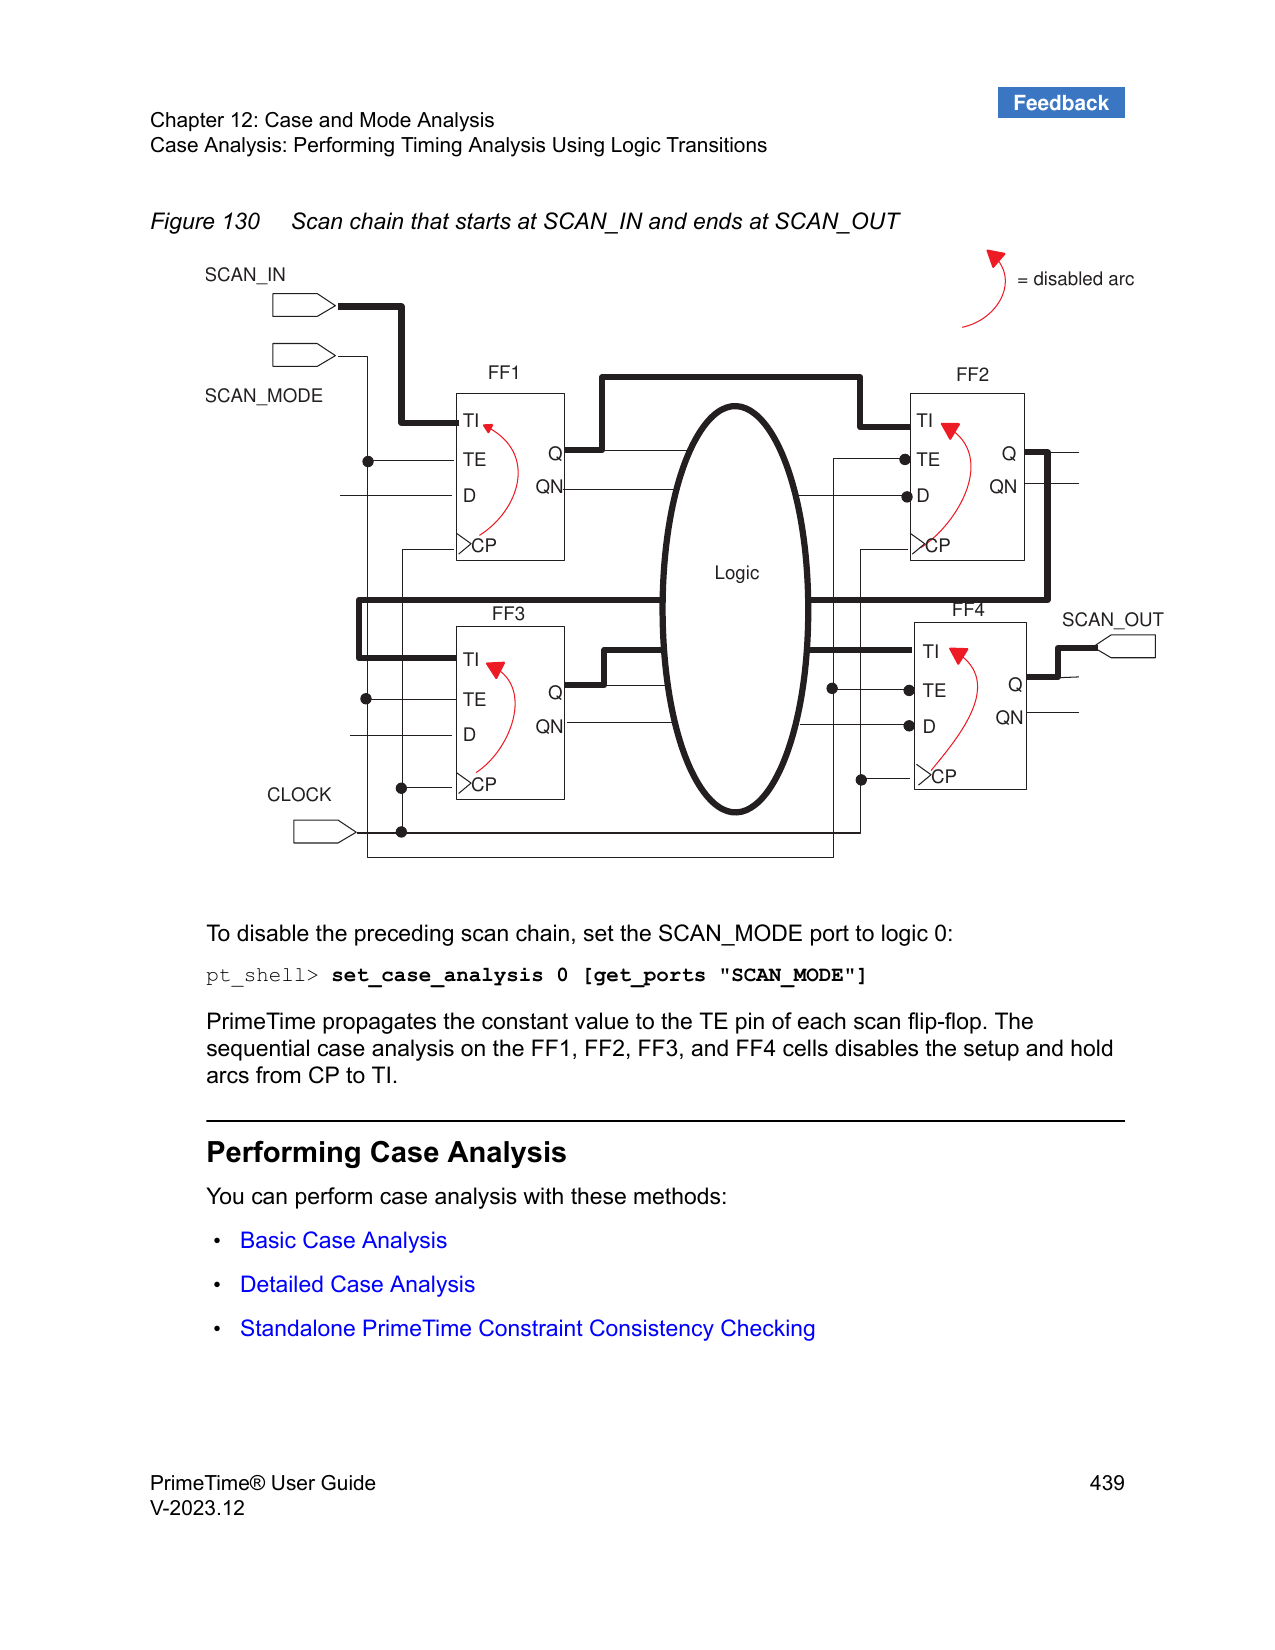 Feedback
Chapter 12: Case and Mode Analysis
Case Analysis: Performing Timing Analysis Using Logic Transitions
Figure 130 Scan chain that starts at SCAN_IN and ends at SCAN_OUT
SCAN_IN
= disabled arc
SCAN_MODE
FF1
FF2
TI
TE
D
CP
Q
QN
Logic
TI
TE
D
CP
Q
QN
FF3
FF4
SCAN_OUT
TI
TE
D
CP
Q
QN
TI
TE
D
CP
Q
QN
CLOCK
To disable the preceding scan chain, set the SCAN_MODE port to logic 0:
pt_shell> set_case_analysis 0 [get_ports "SCAN_MODE"]
PrimeTime propagates the constant value to the TE pin of each scan flip-flop. The
sequential case analysis on the FF1, FF2, FF3, and FF4 cells disables the setup and hold
arcs from CP to TI.
Performing Case Analysis
You can perform case analysis with these methods:
• Basic Case Analysis
• Detailed Case Analysis
• Standalone PrimeTime Constraint Consistency Checking
PrimeTime® User Guide 439
V-2023.12